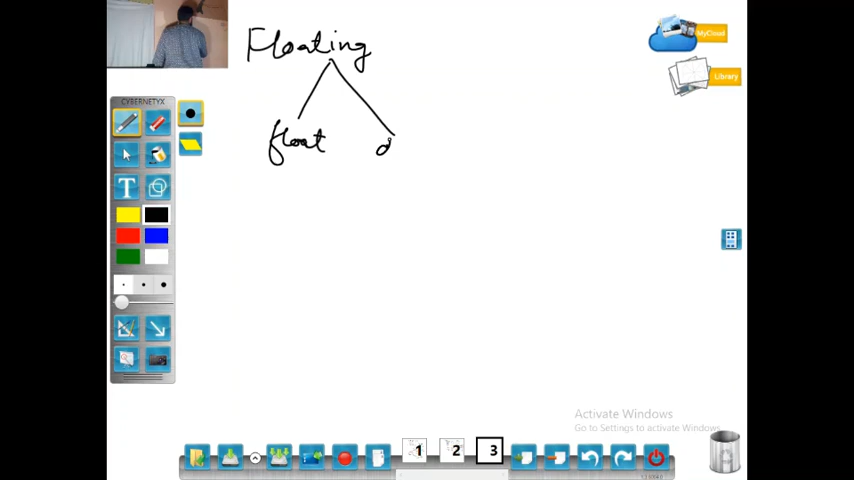 Floating
float d
MyCloud
Library
CYBERNETYX
T
Activate Windows
Go to Settings to activate Windows.
1 2 3